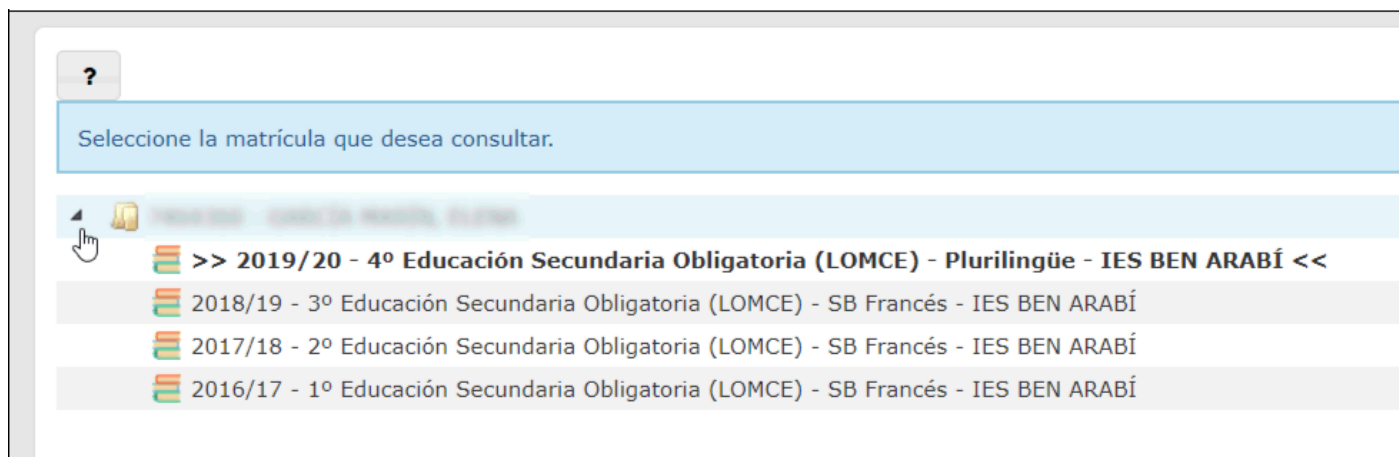 ?
Seleccione la matrícula que desea consultar.
>> 2019/20 - 4º Educación Secundaria Obligatoria (LOMCE) - Plurilingüe - IES BEN ARABÍ <<
2018/19 - 3º Educación Secundaria Obligatoria (LOMCE) - SB Francés - IES BEN ARABÍ
2017/18 - 2º Educación Secundaria Obligatoria (LOMCE) - SB Francés - IES BEN ARABÍ
2016/17 - 1º Educación Secundaria Obligatoria (LOMCE) - SB Francés - IES BEN ARABÍ